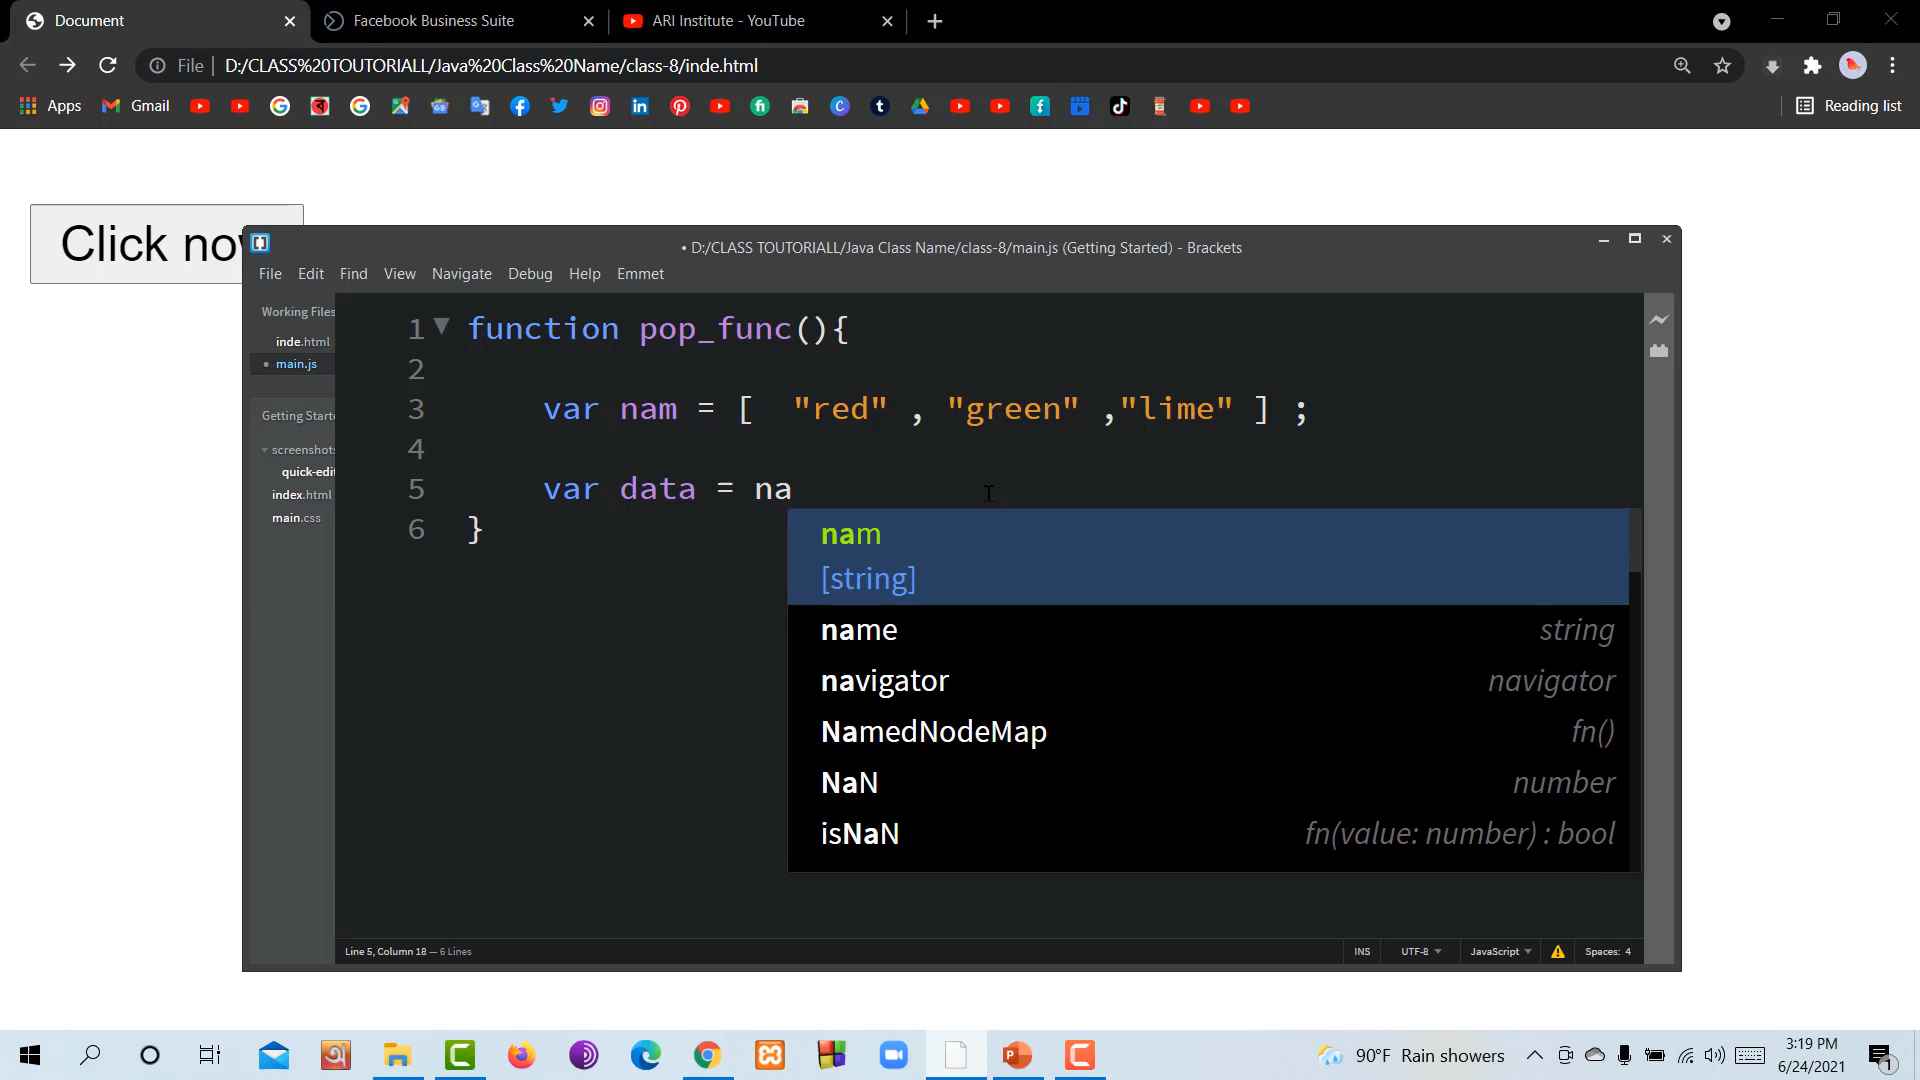 Document
Facebook Business Suite
ARI Institute - YouTube
File
D:/CLASS%20TOUTORIALL/Java%20Class%20Name/class-8/inde.html
Apps
Gmail
Reading list
Click now
• D:/CLASS TOUTORIALL/Java Class Name/class-8/main.js (Getting Started) - Brackets
File Edit Find View Navigate Debug Help Emmet
Working Files
inde.html
main.js
Getting Starte
screenshots
quick-edit
index.html
main.css
1 function pop_func(){
2
3 var nam = [ "red" , "green" ,"lime" ] ;
4
5 var data = na
6 }
nam
[string]
name string
navigator navigator
NamedNodeMap fn()
NaN number
isNaN fn(value: number) : bool
Line 5, Column 18 — 6 Lines
INS UTF-8 JavaScript Spaces: 4
90°F Rain showers
3:19 PM
6/24/2021
1